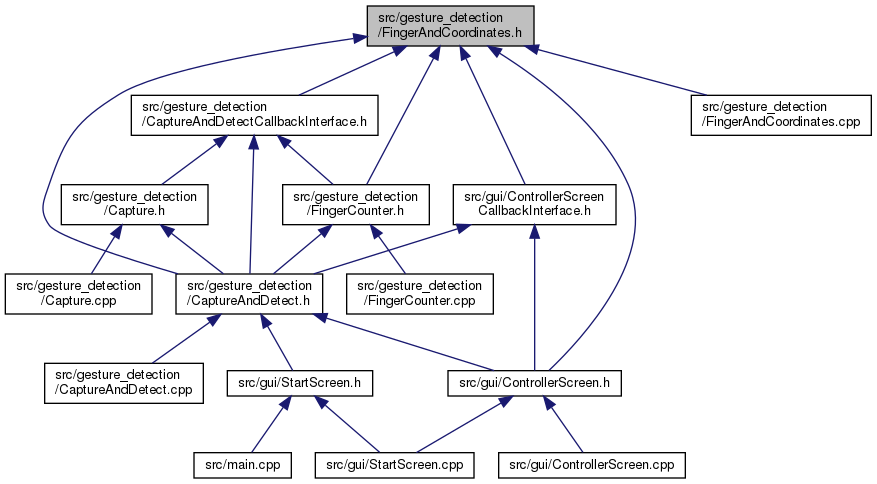 src/gesture_detection
/FingerAndCoordinates.h
src/gesture_detection
/CaptureAndDetectCallbackInterface.h
src/gesture_detection
/FingerAndCoordinates.cpp
src/gesture_detection
/Capture.h
src/gesture_detection
/FingerCounter.h
src/gui/ControllerScreen
CallbackInterface.h
src/gesture_detection
/Capture.cpp
src/gesture_detection
/CaptureAndDetect.h
src/gesture_detection
/FingerCounter.cpp
src/gesture_detection
/CaptureAndDetect.cpp
src/gui/StartScreen.h
src/gui/ControllerScreen.h
src/main.cpp
src/gui/StartScreen.cpp
src/gui/ControllerScreen.cpp